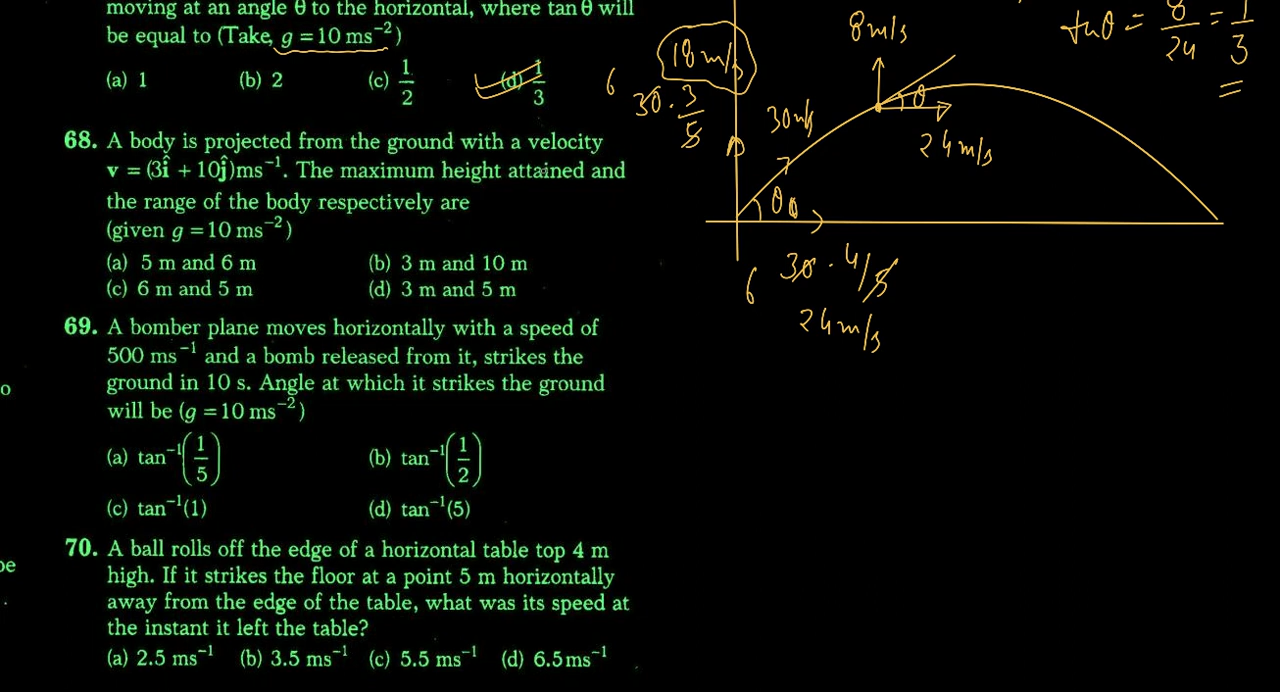 moving at an angle θ to the horizontal, where tan θ will
be equal to (Take, g = 10 ms⁻²)
(a) 1 (b) 2 (c) 1/2 (d) 1/3
68. A body is projected from the ground with a velocity
v = (3î + 10ĵ)ms⁻¹. The maximum height attained and
the range of the body respectively are
(given g = 10 ms⁻²)
(a) 5 m and 6 m (b) 3 m and 10 m
(c) 6 m and 5 m (d) 3 m and 5 m
69. A bomber plane moves horizontally with a speed of
500 ms⁻¹ and a bomb released from it, strikes the
ground in 10 s. Angle at which it strikes the ground
will be (g = 10 ms⁻²)
(a) tan⁻¹(1/5) (b) tan⁻¹(1/2)
(c) tan⁻¹(1) (d) tan⁻¹(5)
70. A ball rolls off the edge of a horizontal table top 4 m
high. If it strikes the floor at a point 5 m horizontally
away from the edge of the table, what was its speed at
the instant it left the table?
(a) 2.5 ms⁻¹ (b) 3.5 ms⁻¹ (c) 5.5 ms⁻¹ (d) 6.5 ms⁻¹
tanθ = 8/24 = 1/3
8 m/s
18 m/s
6
30 · 3/5
30 m/s
θ
24 m/s
θ
6 30 · 4/5
24 m/s
o